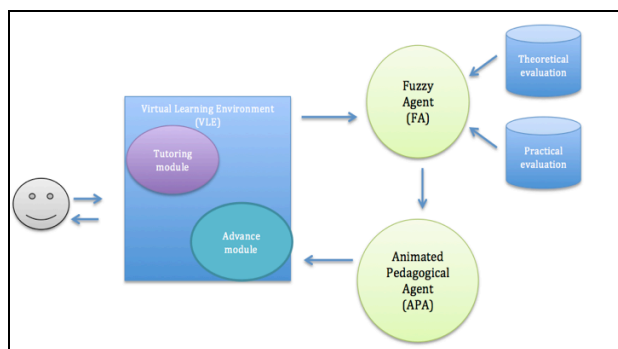 Virtual Learning Environment
(VLE)
Tutoring
module
Advance
module
Fuzzy
Agent
(FA)
Theoretical
evaluation
Practical
evaluation
Animated
Pedagogical
Agent
(APA)